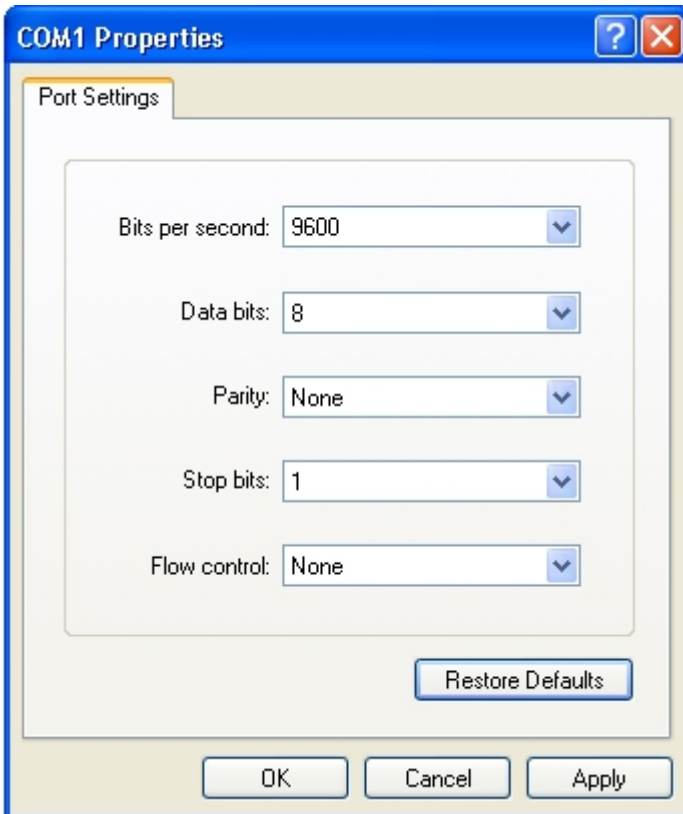 COM1 Properties
Port Settings
Bits per second: 9600
Data bits: 8
Parity: None
Stop bits: 1
Flow control: None
Restore Defaults
OK Cancel Apply